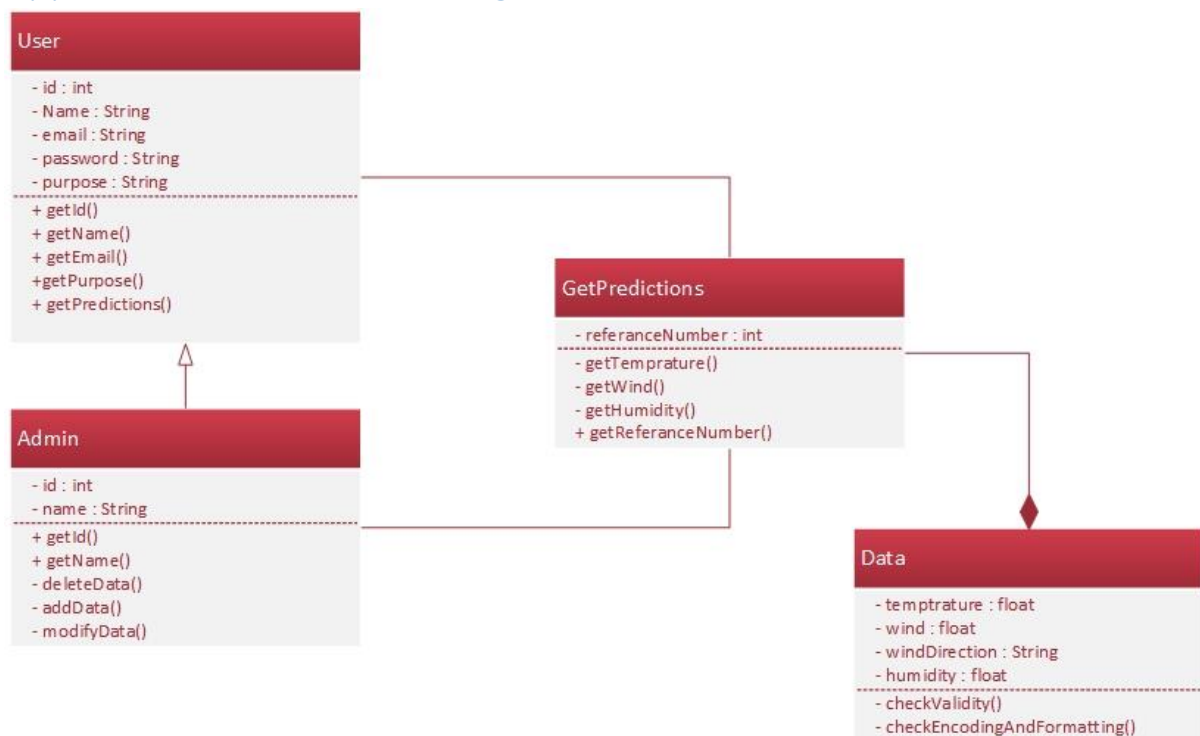 User
- id : int
- Name : String
- email : String
- password : String
- purpose : String
+ getId()
+ getName()
+ getEmail()
+getPurpose()
+ getPredictions()
GetPredictions
- referanceNumber : int
- getTemprature()
- getWind()
- getHumidity()
+ getReferanceNumber()
Admin
- id : int
- name : String
+ getId()
+ getName()
- deleteData()
- addData()
- modifyData()
Data
- temptrature : float
- wind : float
- windDirection : String
- humidity : float
- checkValidity()
- checkEncodingAndFormatting()